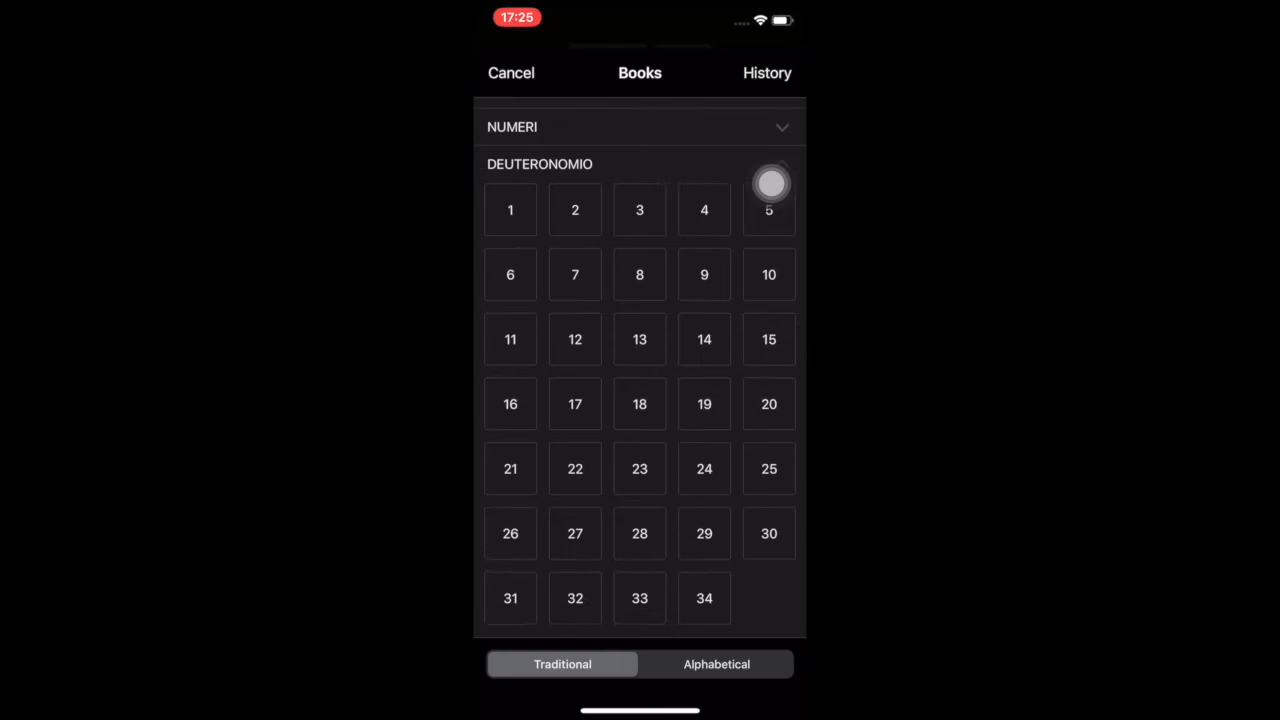 17:25
Cancel Books History
NUMERI
DEUTERONOMIO
1 2 3 4 5
6 7 8 9 10
11 12 13 14 15
16 17 18 19 20
21 22 23 24 25
26 27 28 29 30
31 32 33 34
Traditional Alphabetical